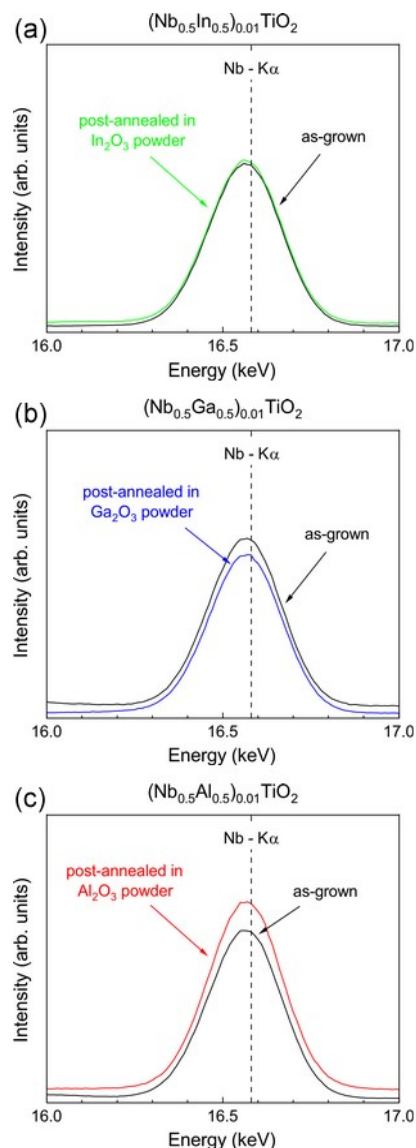 (a)
(Nb₀.₅In₀.₅)₀.₀₁TiO₂
Nb - Kα
post-annealed in
In₂O₃ powder
as-grown
Intensity (arb. units)
16.0 16.5 17.0
Energy (keV)
(b)
(Nb₀.₅Ga₀.₅)₀.₀₁TiO₂
Nb - Kα
post-annealed in
Ga₂O₃ powder
as-grown
Intensity (arb. units)
16.0 16.5 17.0
Energy (keV)
(c)
(Nb₀.₅Al₀.₅)₀.₀₁TiO₂
Nb - Kα
post-annealed in
Al₂O₃ powder
as-grown
Intensity (arb. units)
16.0 16.5 17.0
Energy (keV)